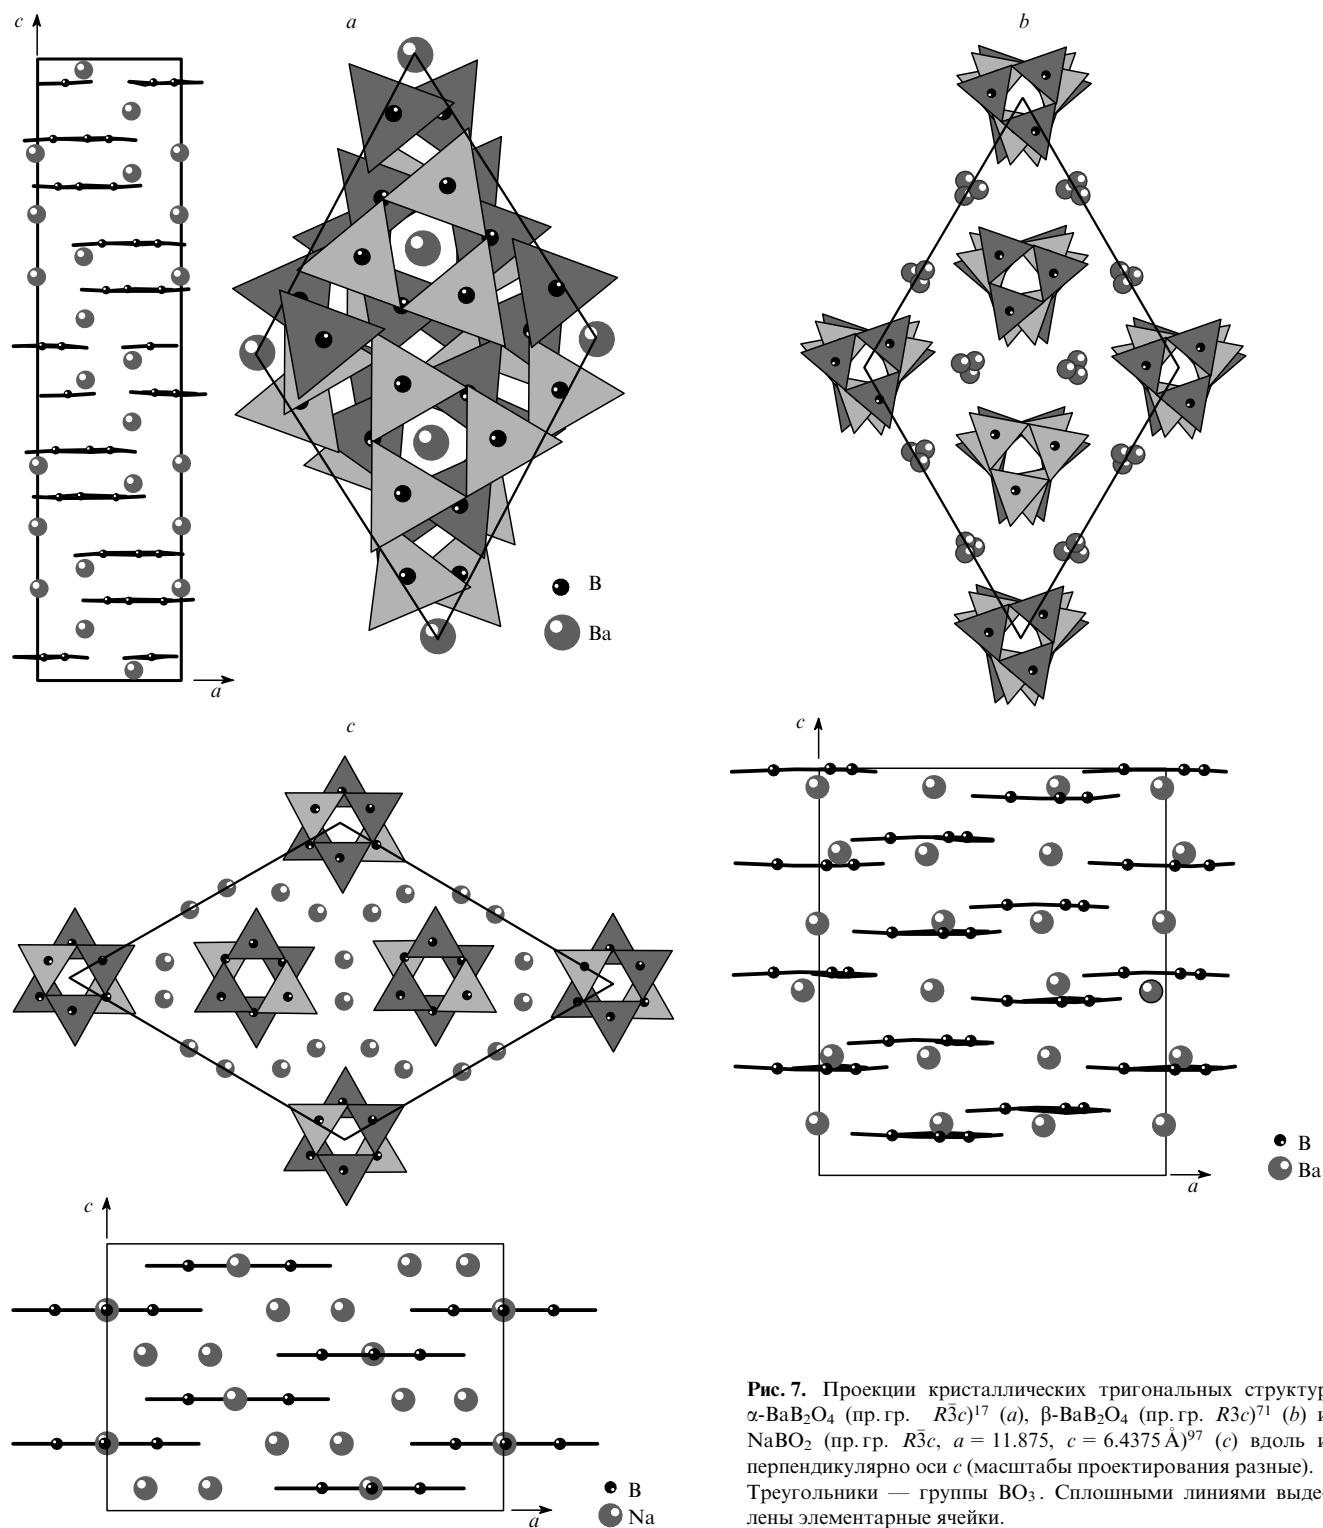 c
a
b
B
Ba
a
c
c
B
Ba
a
c
B
Na
a
Рис. 7. Проекции кристаллических тригональных структур
α-BaB₂O₄ (пр. гр. R3̄c)¹⁷ (a), β-BaB₂O₄ (пр. гр. R3c)⁷¹ (b) и
NaBO₂ (пр. гр. R3̄c, a = 11.875, c = 6.4375 Å)⁹⁷ (c) вдоль и
перпендикулярно оси c (масштабы проектирования разные).
Треугольники — группы BO₃. Сплошными линиями выде-
лены элементарные ячейки.